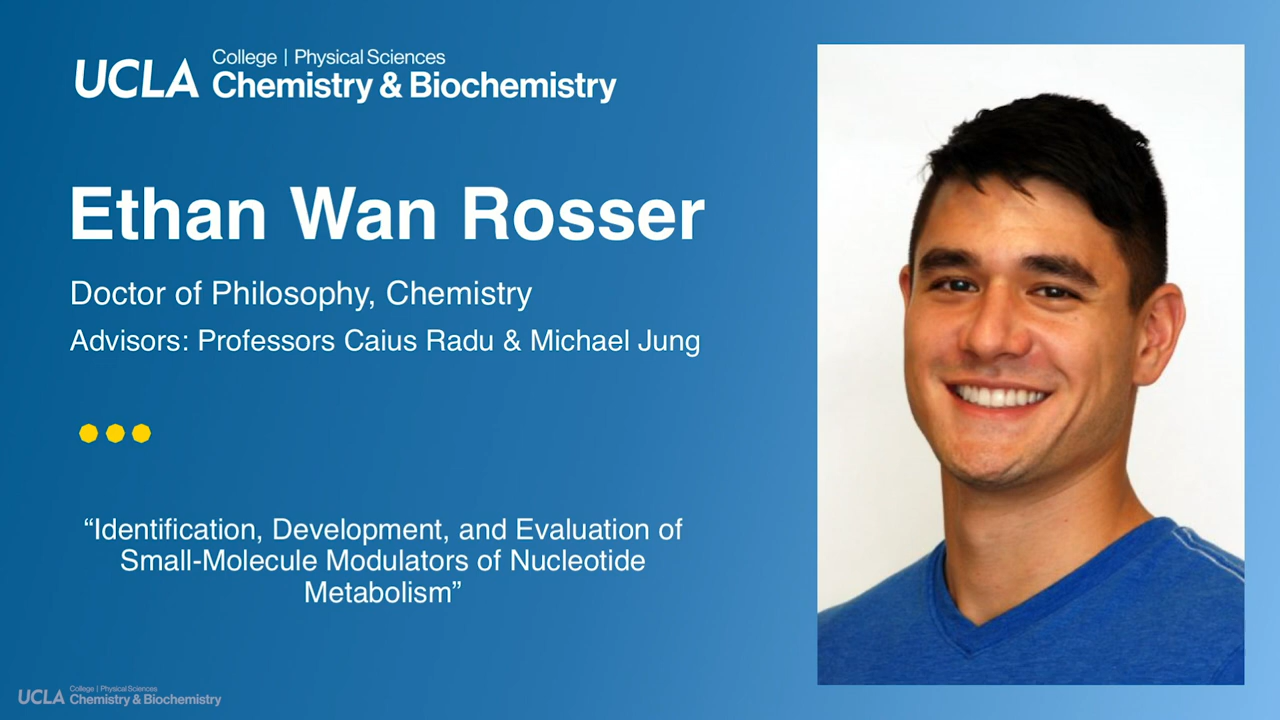 UCLA College | Physical Sciences
Chemistry & Biochemistry
Ethan Wan Rosser
Doctor of Philosophy, Chemistry
Advisors: Professors Caius Radu & Michael Jung
“Identification, Development, and Evaluation of
Small-Molecule Modulators of Nucleotide
Metabolism”
UCLA College | Physical Sciences
Chemistry & Biochemistry